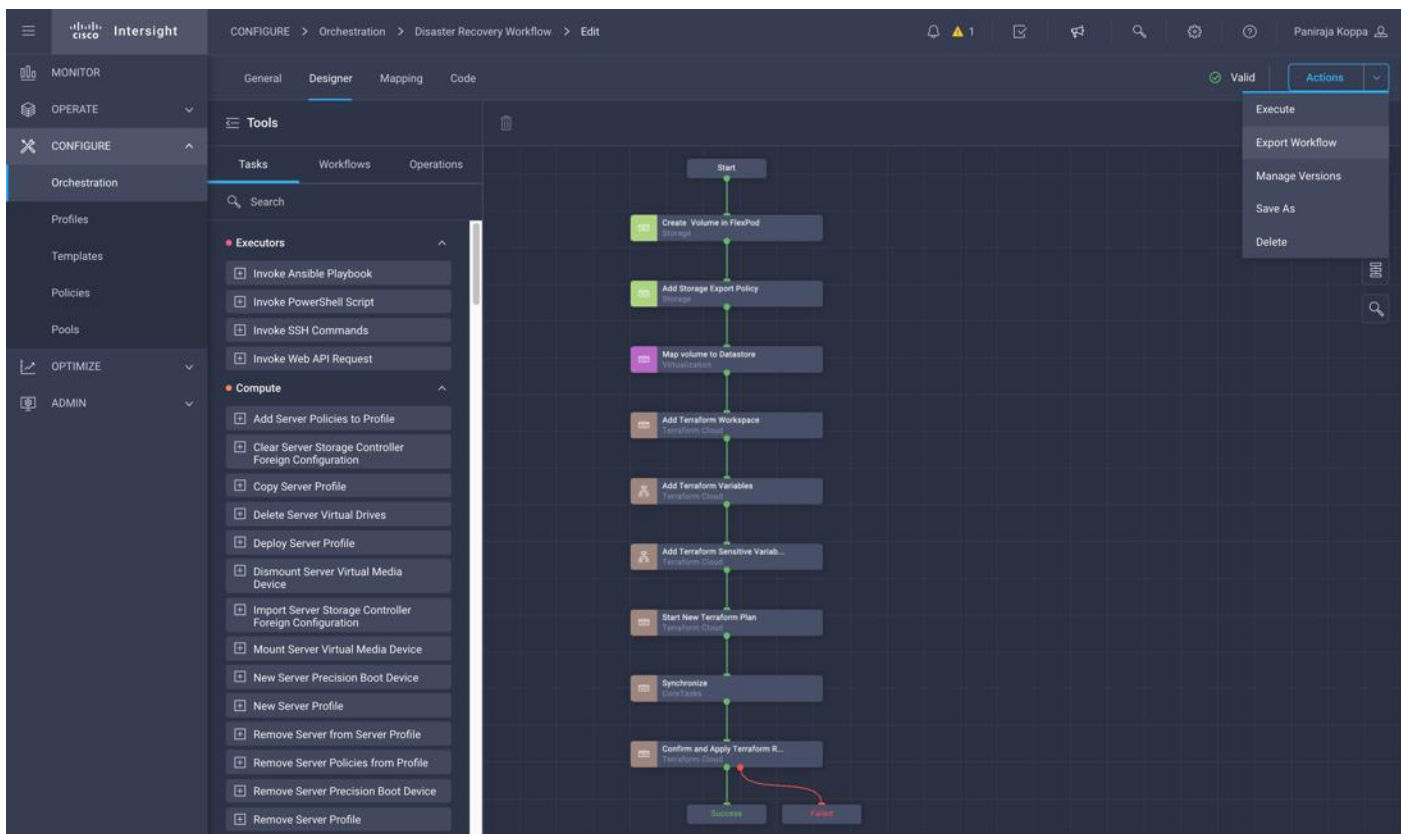 cisco Intersight
CONFIGURE > Orchestration > Disaster Recovery Workflow > Edit
1
Paniraja Koppa
MONITOR
OPERATE
CONFIGURE
Orchestration
Profiles
Templates
Policies
Pools
OPTIMIZE
ADMIN
General Designer Mapping Code
Valid
Actions
Execute
Export Workflow
Manage Versions
Save As
Delete
Tools
Tasks Workflows Operations
Search
Executors
Invoke Ansible Playbook
Invoke PowerShell Script
Invoke SSH Commands
Invoke Web API Request
Compute
Add Server Policies to Profile
Clear Server Storage Controller
Foreign Configuration
Copy Server Profile
Delete Server Virtual Drives
Deploy Server Profile
Dismount Server Virtual Media
Device
Import Server Storage Controller
Foreign Configuration
Mount Server Virtual Media Device
New Server Precision Boot Device
New Server Profile
Remove Server from Server Profile
Remove Server Policies from Profile
Remove Server Precision Boot Device
Remove Server Profile
Start
Create Volume in FlexPod
Storage
Add Storage Export Policy
Storage
Map volume to Datastore
Virtualization
Add Terraform Workspace
Terraform Cloud
Add Terraform Variables
Terraform Cloud
Add Terraform Sensitive Variab...
Terraform Cloud
Start New Terraform Plan
Terraform Cloud
Synchronize
CoreTasks
Confirm and Apply Terraform R...
Terraform Cloud
Success
Failed